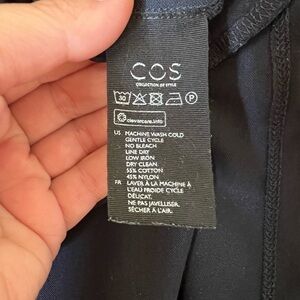 COS
COLLECTION OF STYLE
30 P
clevercare.info
US MACHINE WASH COLD
GENTLE CYCLE
NO BLEACH
LINE DRY
LOW IRON
DRY CLEAN
55% COTTON
45% NYLON
FR LAVER À LA MACHINE À
L'EAU FROIDE CYCLE
DÉLICAT.
NE PAS JAVELLISER.
SÉCHER À L'AIR.